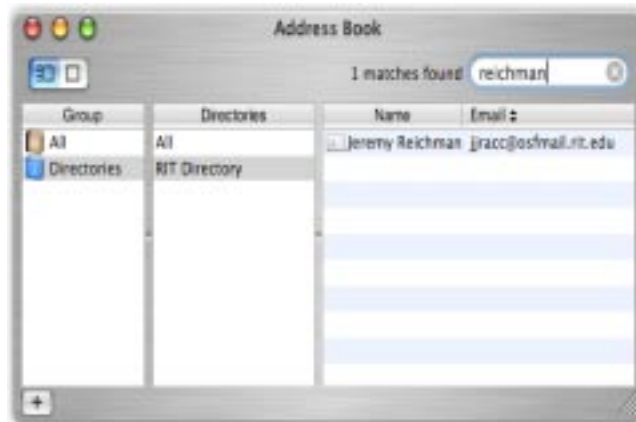 Address Book
1 matches found reichman
Group Directories Name Email
All All Jeremy Reichman jjracc@osfmail.rit.edu
Directories RIT Directory